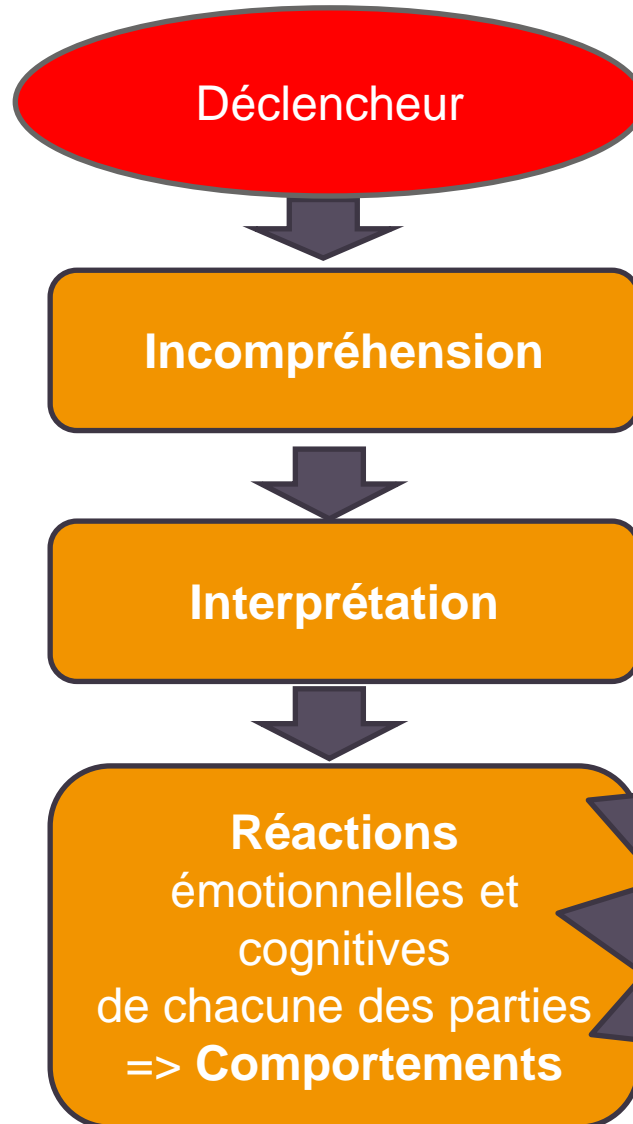 Déclencheur
Incompréhension
Interprétation
Réactions
émotionnelles et
cognitives
de chacune des parties
=> Comportements